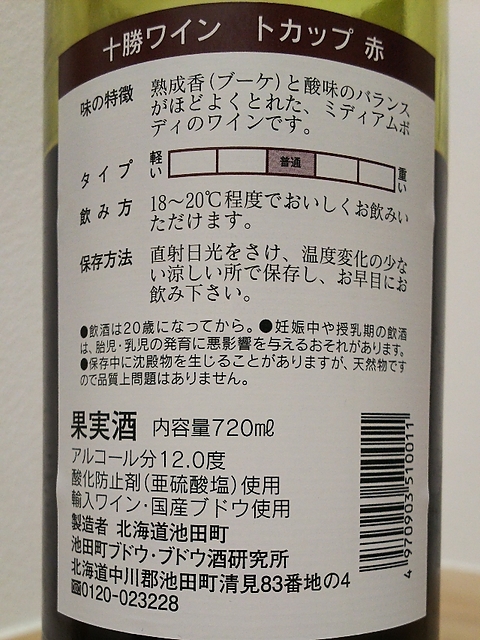 十勝ワイン　トカップ 赤
味の特徴　熟成香(ブーケ)と酸味のバランス
がほどよくとれた、ミディアムボ
ディのワインです。
タイプ　軽い　普通　重い
飲み方　18〜20℃程度でおいしくお飲みい
ただけます。
保存方法　直射日光をさけ、温度変化の少な
い涼しい所で保存し、お早目にお
飲み下さい。
●飲酒は20歳になってから。●妊娠中や授乳期の飲酒
は、胎児・乳児の発育に悪影響を与えるおそれがあります。
●保存中に沈殿物を生じることがありますが、天然物です
ので品質上問題はありません。
果実酒　内容量720mℓ
アルコール分12.0度
酸化防止剤(亜硫酸塩)使用
輸入ワイン・国産ブドウ使用
製造者 北海道池田町
池田町ブドウ・ブドウ酒研究所
北海道中川郡池田町清見83番地の4
0120-023228
4 970903 510011